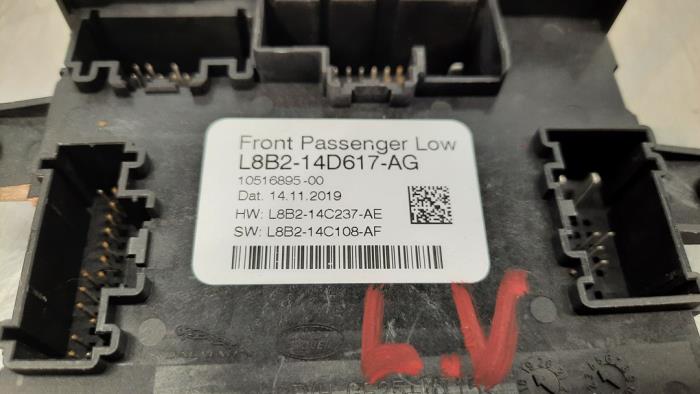 Front Passenger Low
L8B2-14D617-AG
10516895-00
Dat. 14.11.2019
HW: L8B2-14C237-AE
SW: L8B2-14C108-AF
L.V